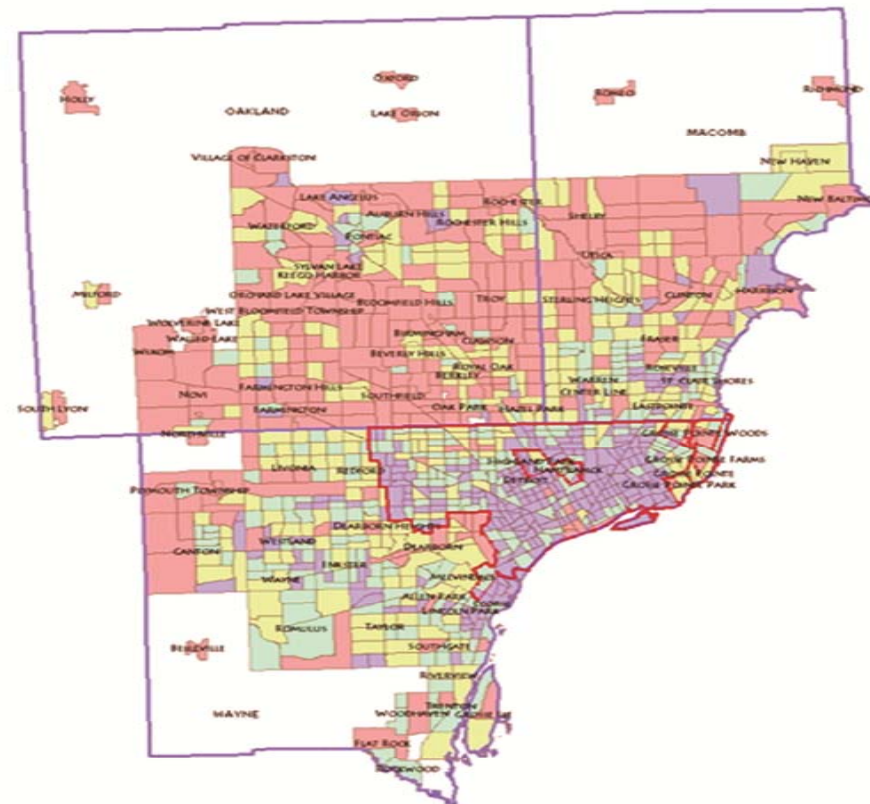 OXFORD
HOLLY
ROMEO
RICHMOND
OAKLAND
LAKE ORION
MACOMB
VILLAGE OF CLARKSTON
NEW HAVEN
LAKE ANGELUS
ROCHESTER
NEW BALTIM
AUBURN HILLS
SHELBY
WATERFORD
ROCHESTER HILLS
PONTIAC
UTICA
SYLVAN LAKE
KEEGO HARBOR
MILFORD
ORCHARD LAKE VILLAGE
BLOOMFIELD HILLS
TROY
STERLING HEIGHTS
CLINTON
HARRISON
WEST BLOOMFIELD TOWNSHIP
WOLVERINE LAKE
WALLED LAKE
BIRMINGHAM
CLAWSON
FRASER
WIXOM
BEVERLY HILLS
ROYAL OAK
ROSEVILLE
BERKLEY
WARREN
ST. CLAIR SHORES
NOVI
FARMINGTON HILLS
SOUTHFIELD
CENTER LINE
SOUTH LYON
FARMINGTON
OAK PARK
HAZEL PARK
EASTPOINTE
NORTHVILLE
GROSSE POINTE WOODS
LIVONIA
REDFORD
HIGHLAND PARK
HAMTRAMCK
GROSSE POINTE FARMS
GROSSE POINTE
DETROIT
GROSSE POINTE PARK
PLYMOUTH TOWNSHIP
DEARBORN HEIGHTS
WESTLAND
DEARBORN
CANTON
INKSTER
WAYNE
MELVINDALE
ALLEN PARK
LINCOLN PARK
ROMULUS
TAYLOR
BELLEVILLE
SOUTHGATE
RIVERVIEW
TRENTON
WAYNE
WOODHAVEN
GROSSE ILE
FLAT ROCK
ROCKWOOD